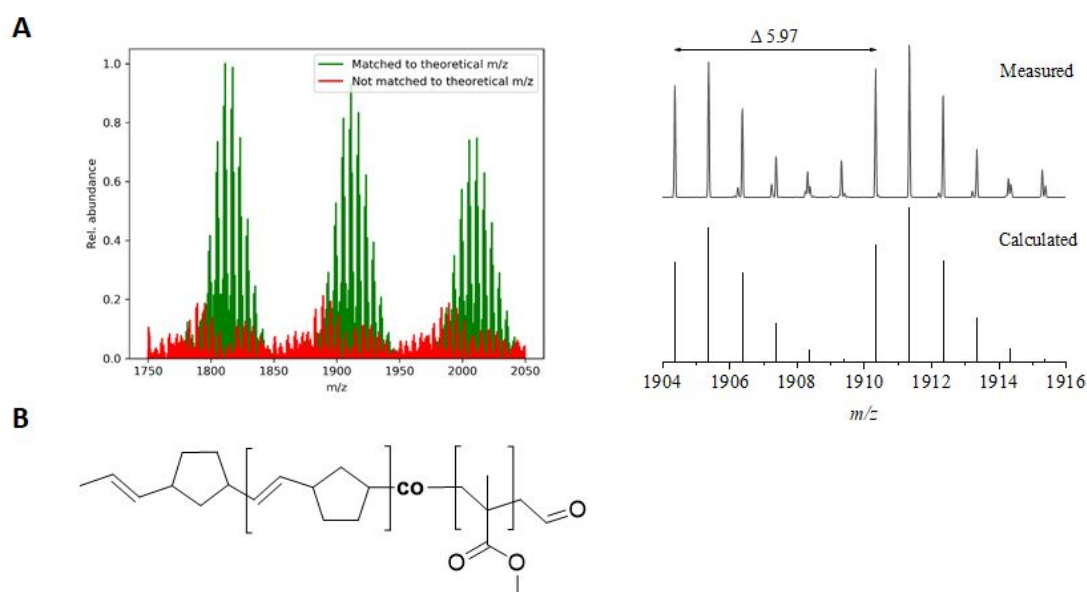 A
Matched to theoretical m/z
Not matched to theoretical m/z
Rel. abundance
1.0
0.8
0.6
0.4
0.2
0.0
1750 1800 1850 1900 1950 2000 2050
m/z
Δ 5.97
Measured
Calculated
1904 1906 1908 1910 1912 1914 1916
m/z
B
co
O
O
O